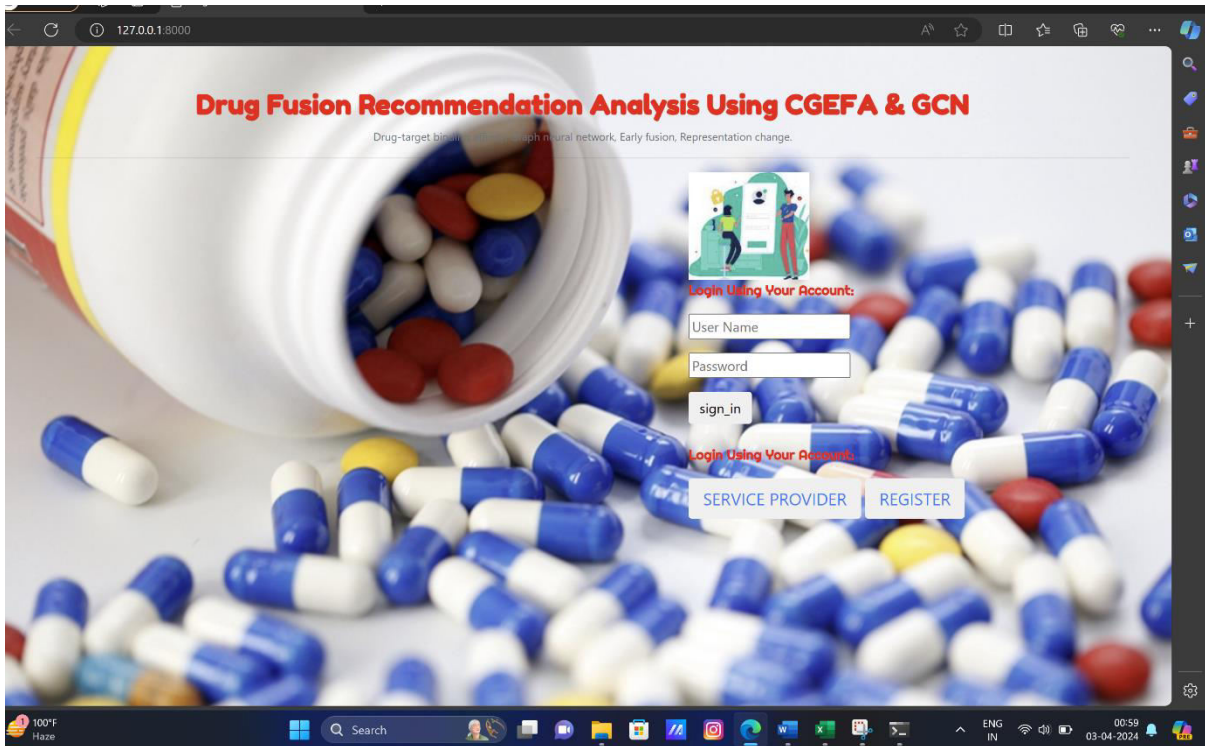 127.0.0.1:8000
Drug Fusion Recommendation Analysis Using CGEFA & GCN
Drug-target neural network, Early fusion, Representation change.
Login Using Your Account:
User Name
Password
sign_in
Login Using Your Account:
SERVICE PROVIDER REGISTER
1
100°F
Haze
Search
ENG
IN
00:59
03-04-2024
PRE